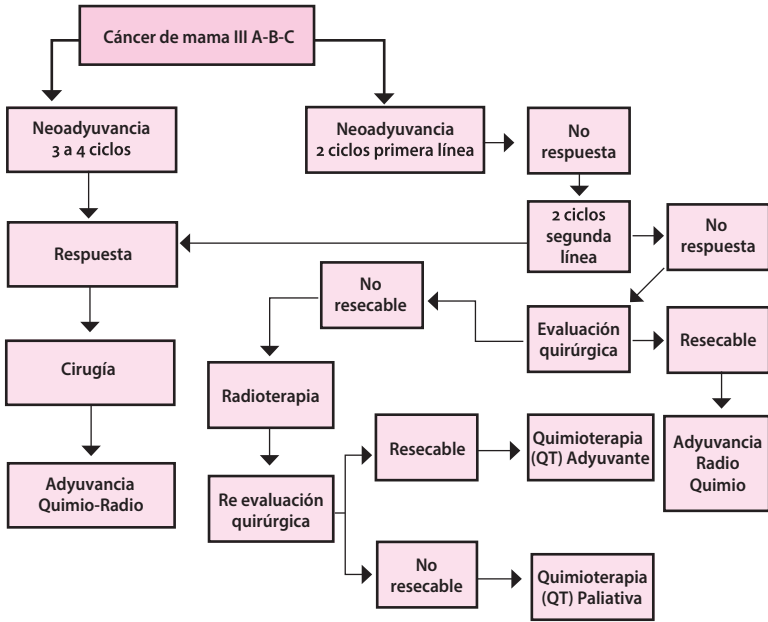 Cáncer de mama III A-B-C
Neoadyuvancia
3 a 4 ciclos
Neoadyuvancia
2 ciclos primera línea
No
respuesta
Respuesta
2 ciclos
segunda
línea
No
respuesta
No
resecable
Evaluación
quirúrgica
Resecable
Cirugía
Radioterapia
Resecable
Quimioterapia
(QT) Adyuvante
Adyuvancia
Radio
Quimio
Adyuvancia
Quimio-Radio
Re evaluación
quirúrgica
No
resecable
Quimioterapia
(QT) Paliativa